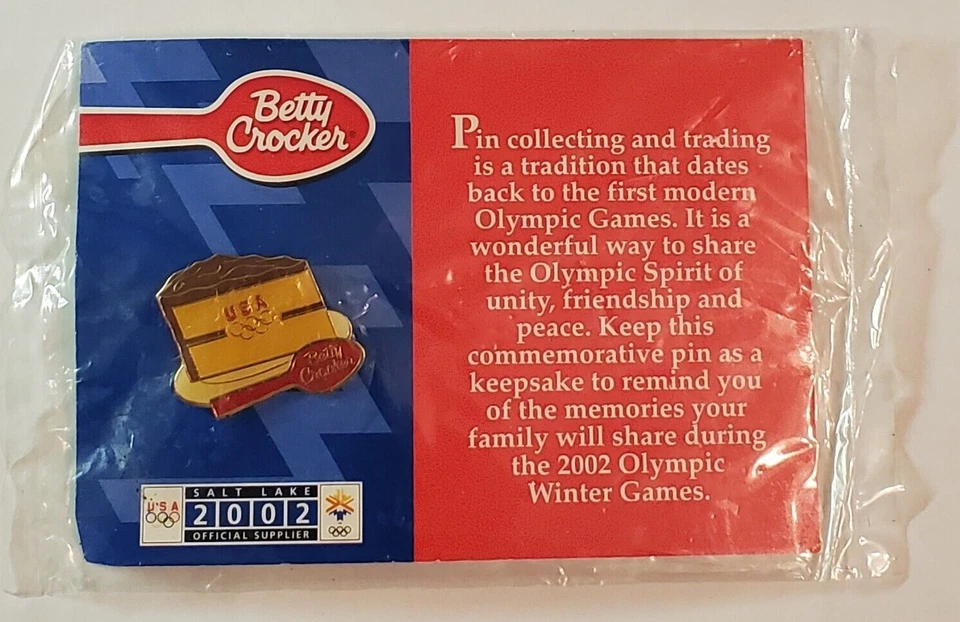 Betty
Crocker®
USA
Betty
Crocker
USA
SALT LAKE
2002
OFFICIAL SUPPLIER
Pin collecting and trading
is a tradition that dates
back to the first modern
Olympic Games. It is a
wonderful way to share
the Olympic Spirit of
unity, friendship and
peace. Keep this
commemorative pin as a
keepsake to remind you
of the memories your
family will share during
the 2002 Olympic
Winter Games.